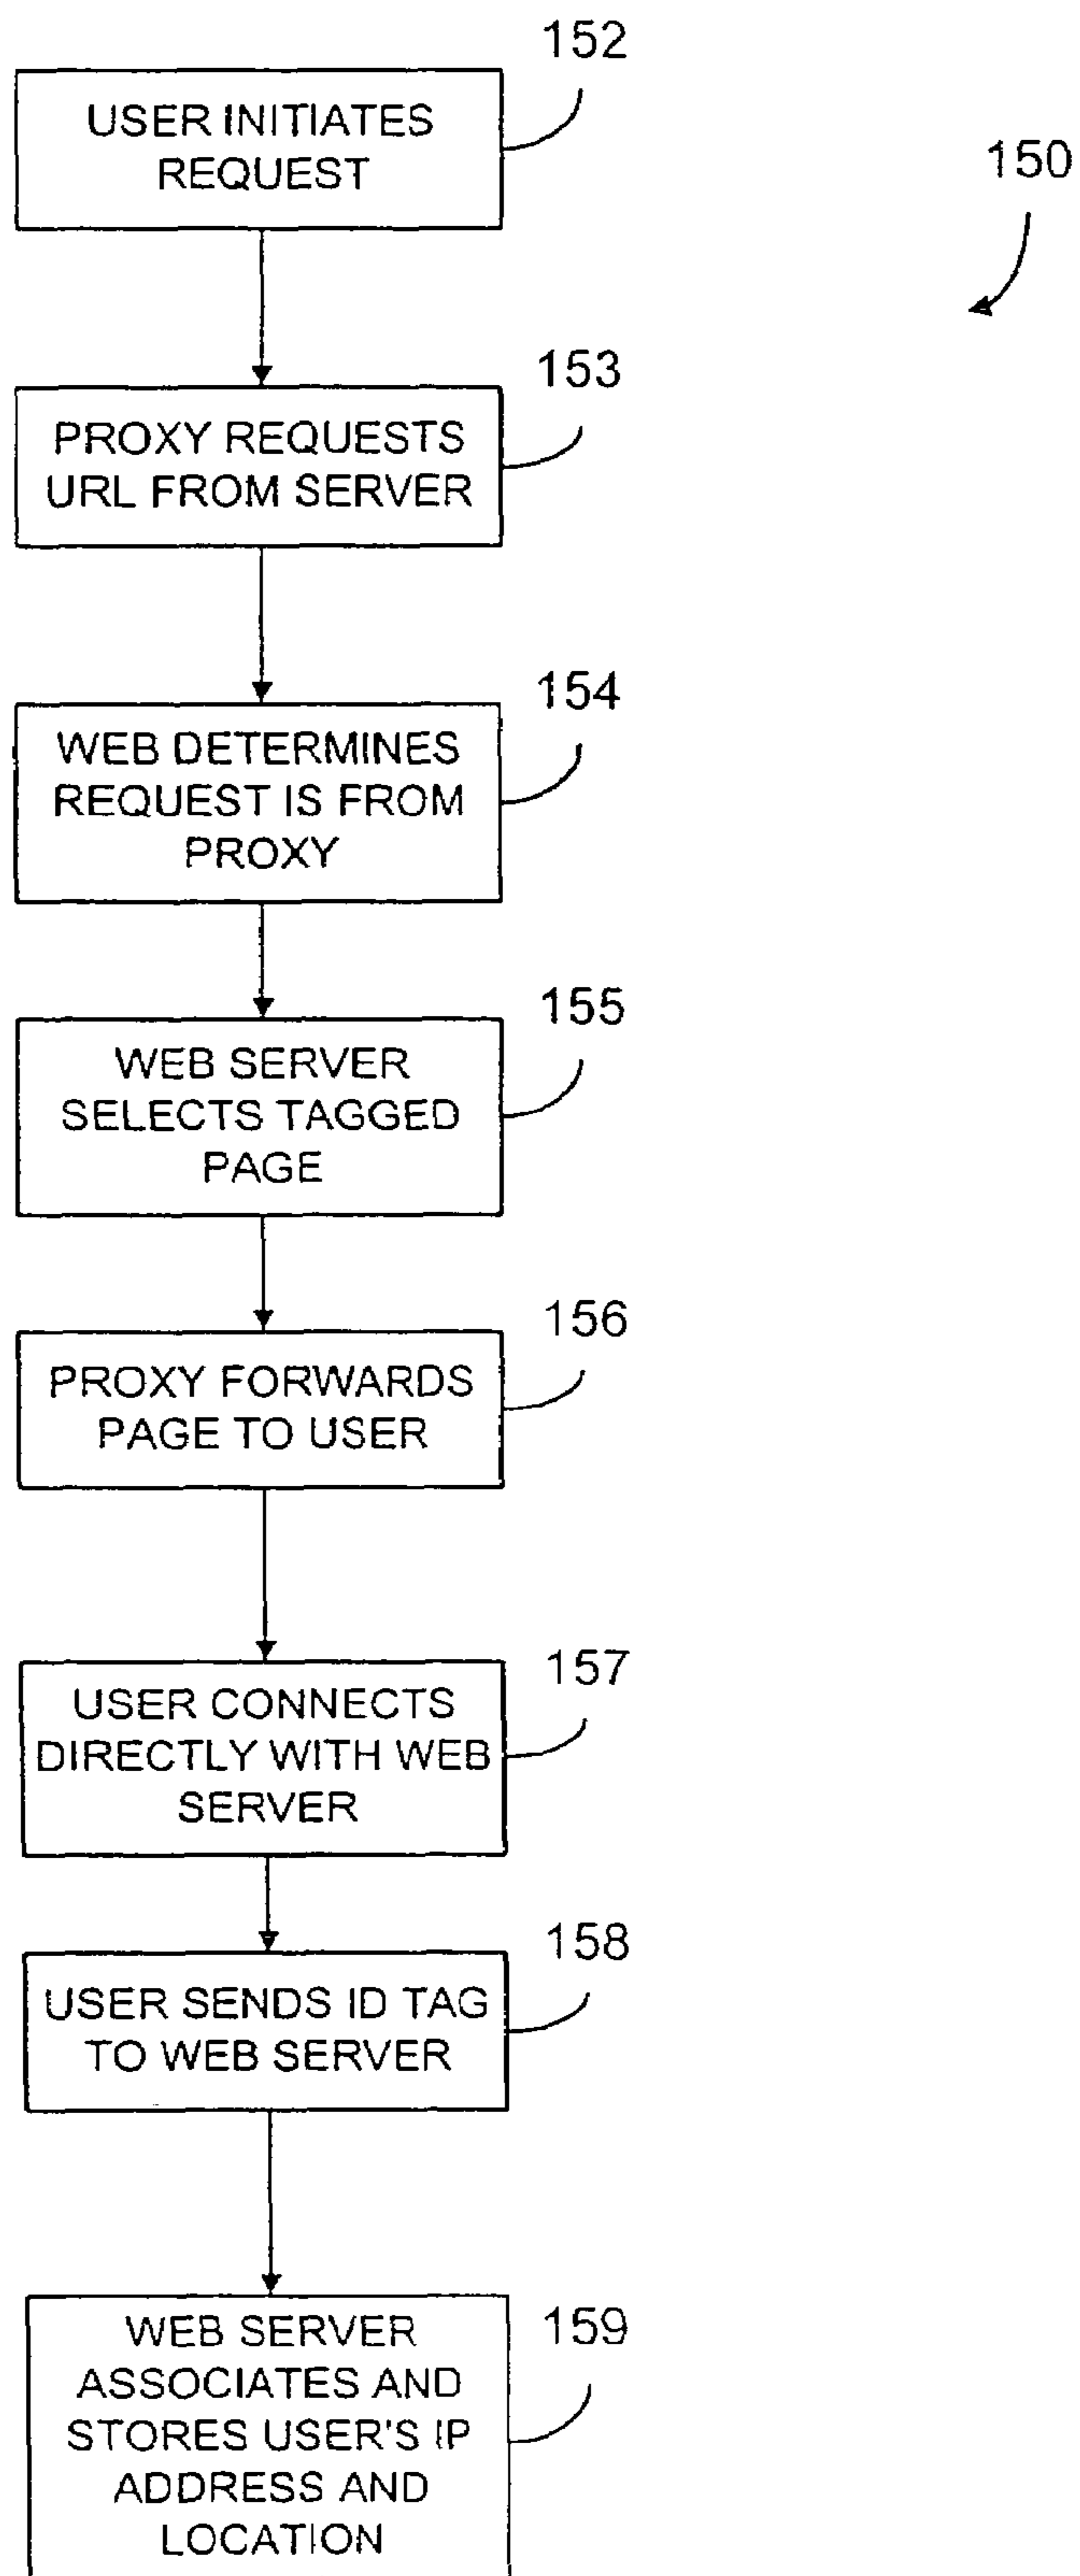 152
USER INITIATES
REQUEST
150
153
PROXY REQUESTS
URL FROM SERVER
154
WEB DETERMINES
REQUEST IS FROM
PROXY
155
WEB SERVER
SELECTS TAGGED
PAGE
156
PROXY FORWARDS
PAGE TO USER
157
USER CONNECTS
DIRECTLY WITH WEB
SERVER
158
USER SENDS ID TAG
TO WEB SERVER
159
WEB SERVER
ASSOCIATES AND
STORES USER'S IP
ADDRESS AND
LOCATION